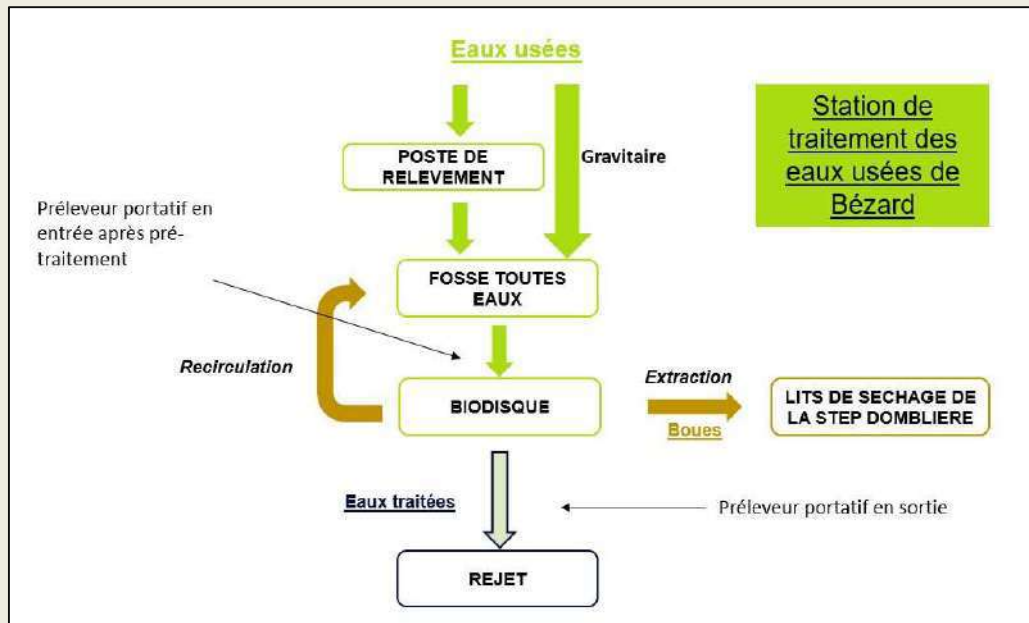 Eaux usées
Station de
traitement des
eaux usées de
Bézard
POSTE DE
RELEVEMENT
Gravitaire
Préleveur portatif en
entrée après pré-
traitement
FOSSE TOUTES
EAUX
Recirculation
BIODISQUE
Extraction
Boues
LITS DE SECHAGE DE
LA STEP DOMBLIERE
Eaux traitées
Préleveur portatif en sortie
REJET